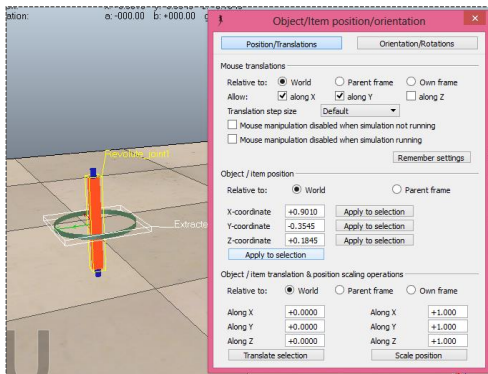 ation:
a: -000.00 b: +000.00 g
Revolute_joint
Extracte
Object/Item position/orientation
×
Position/Translations
Orientation/Rotations
Mouse translations
Relative to: World Parent frame Own frame
Allow: along X along Y along Z
Translation step size Default
Mouse manipulation disabled when simulation not running
Mouse manipulation disabled when simulation running
Remember settings
Object / item position
Relative to: World Parent frame
X-coordinate +0.9010 Apply to selection
Y-coordinate -0.3545 Apply to selection
Z-coordinate +0.1845 Apply to selection
Apply to selection
Object / item translation & position scaling operations
Relative to: World Parent frame Own frame
Along X +0.0000 Along X +1.000
Along Y +0.0000 Along Y +1.000
Along Z +0.0000 Along Z +1.000
Translate selection Scale position